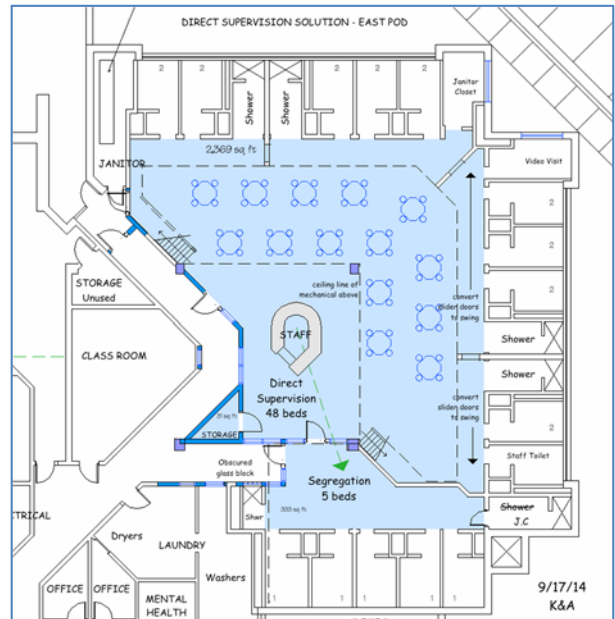 DIRECT SUPERVISION SOLUTION - EAST POD
2
2
2
2
2
Shower
Shower
Janitor
Closet
2,369 sq ft
JANITOR
Video Visit
2
2
2
STORAGE
Unused
ceiling line of
mechanical above
convert
slider doors
to swing
CLASS ROOM
STAFF
Shower
Shower
Direct
Supervision
48 beds
convert
slider doors
to swing
STORAGE
2
Staff Toilet
Obscured
glass block
Segregation
5 beds
Shwr
Shower
J.C
TRICAL
Dryers
LAUNDRY
Washers
OFFICE
OFFICE
MENTAL
HEALTH
1
1
1
1
1
9/17/14
K&A